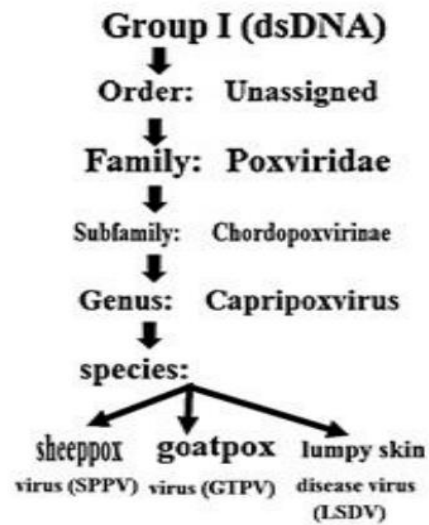 Group I (dsDNA)
Order: Unassigned
Family: Poxviridae
Subfamily: Chordopoxvirinae
Genus: Capripoxvirus
species:
sheeppox goatpox lumpy skin
virus (SPPV) virus (GTPV) disease virus
(LSDV)